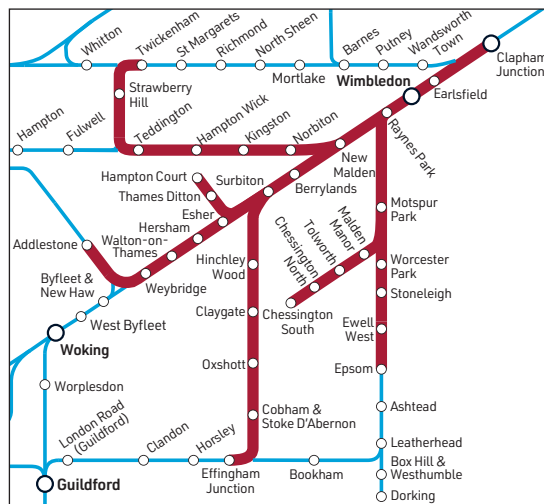 Whitton
Twickenham
St Margarets
Richmond
North Sheen
Mortlake
Barnes
Putney
Wandsworth
Town
Clapham
Junction
Wimbledon
Earlsfield
Raynes Park
Strawberry
Hill
Hampton
Fulwell
Teddington
Hampton Wick
Kingston
Norbiton
New
Malden
Hampton Court
Thames Ditton
Surbiton
Berrylands
Esher
Hersham
Walton-on-
Thames
Addlestone
Weybridge
Byfleet &
New Haw
West Byfleet
Woking
Worplesdon
Motspur
Park
Malden
Manor
Tolworth
Chessington
North
Chessington
South
Worcester
Park
Stoneleigh
Ewell
West
Epsom
Hinchley
Wood
Claygate
Oxshott
Cobham &
Stoke D'Abernon
Ashtead
Leatherhead
Box Hill &
Westhumble
Dorking
London Road
(Guildford)
Clandon
Horsley
Effingham
Junction
Bookham
Guildford